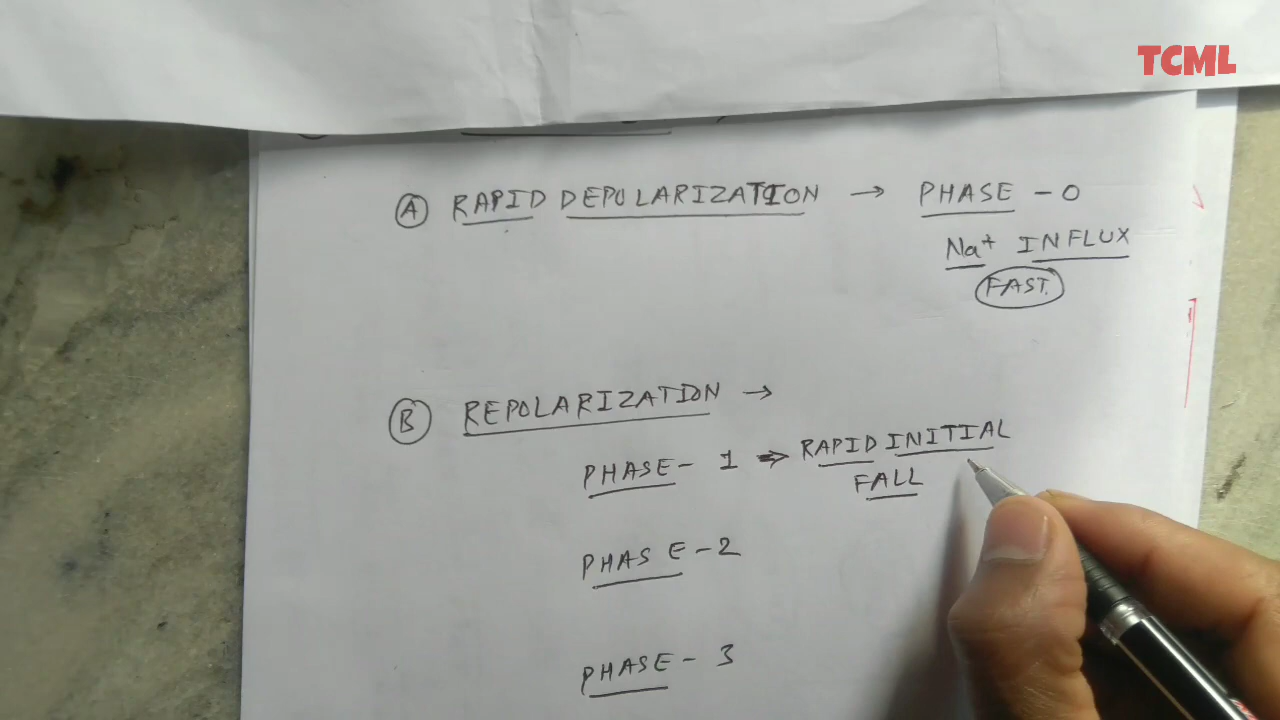 TCML
Ⓐ RAPID DEPOLARIZATION → PHASE - 0
Na⁺ INFLUX
FAST.
Ⓑ REPOLARIZATION →
PHASE - 1 ⇒ RAPID INITIAL
FALL
PHASE - 2
PHASE - 3